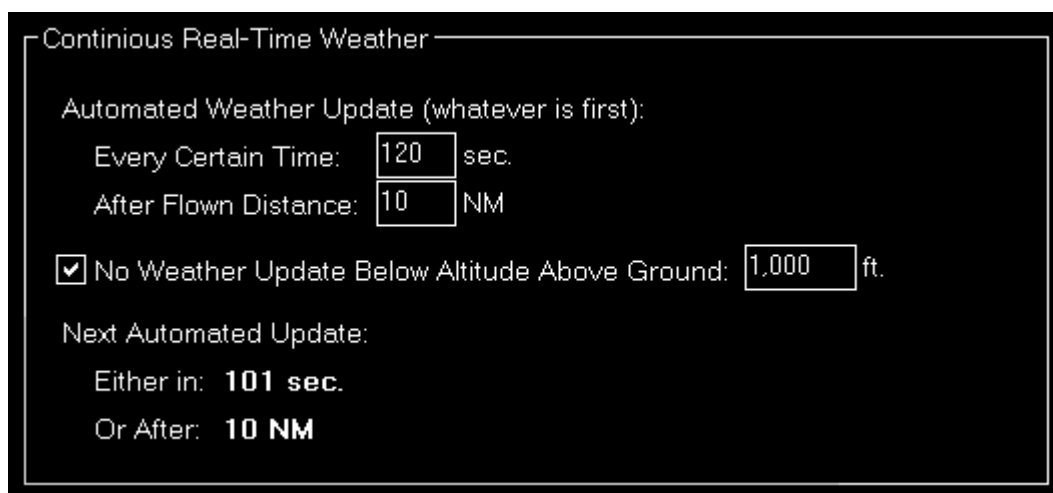 Continious Real-Time Weather
Automated Weather Update (whatever is first):
Every Certain Time: 120 sec.
After Flown Distance: 10 NM
No Weather Update Below Altitude Above Ground: 1,000 ft.
Next Automated Update:
Either in: 101 sec.
Or After: 10 NM